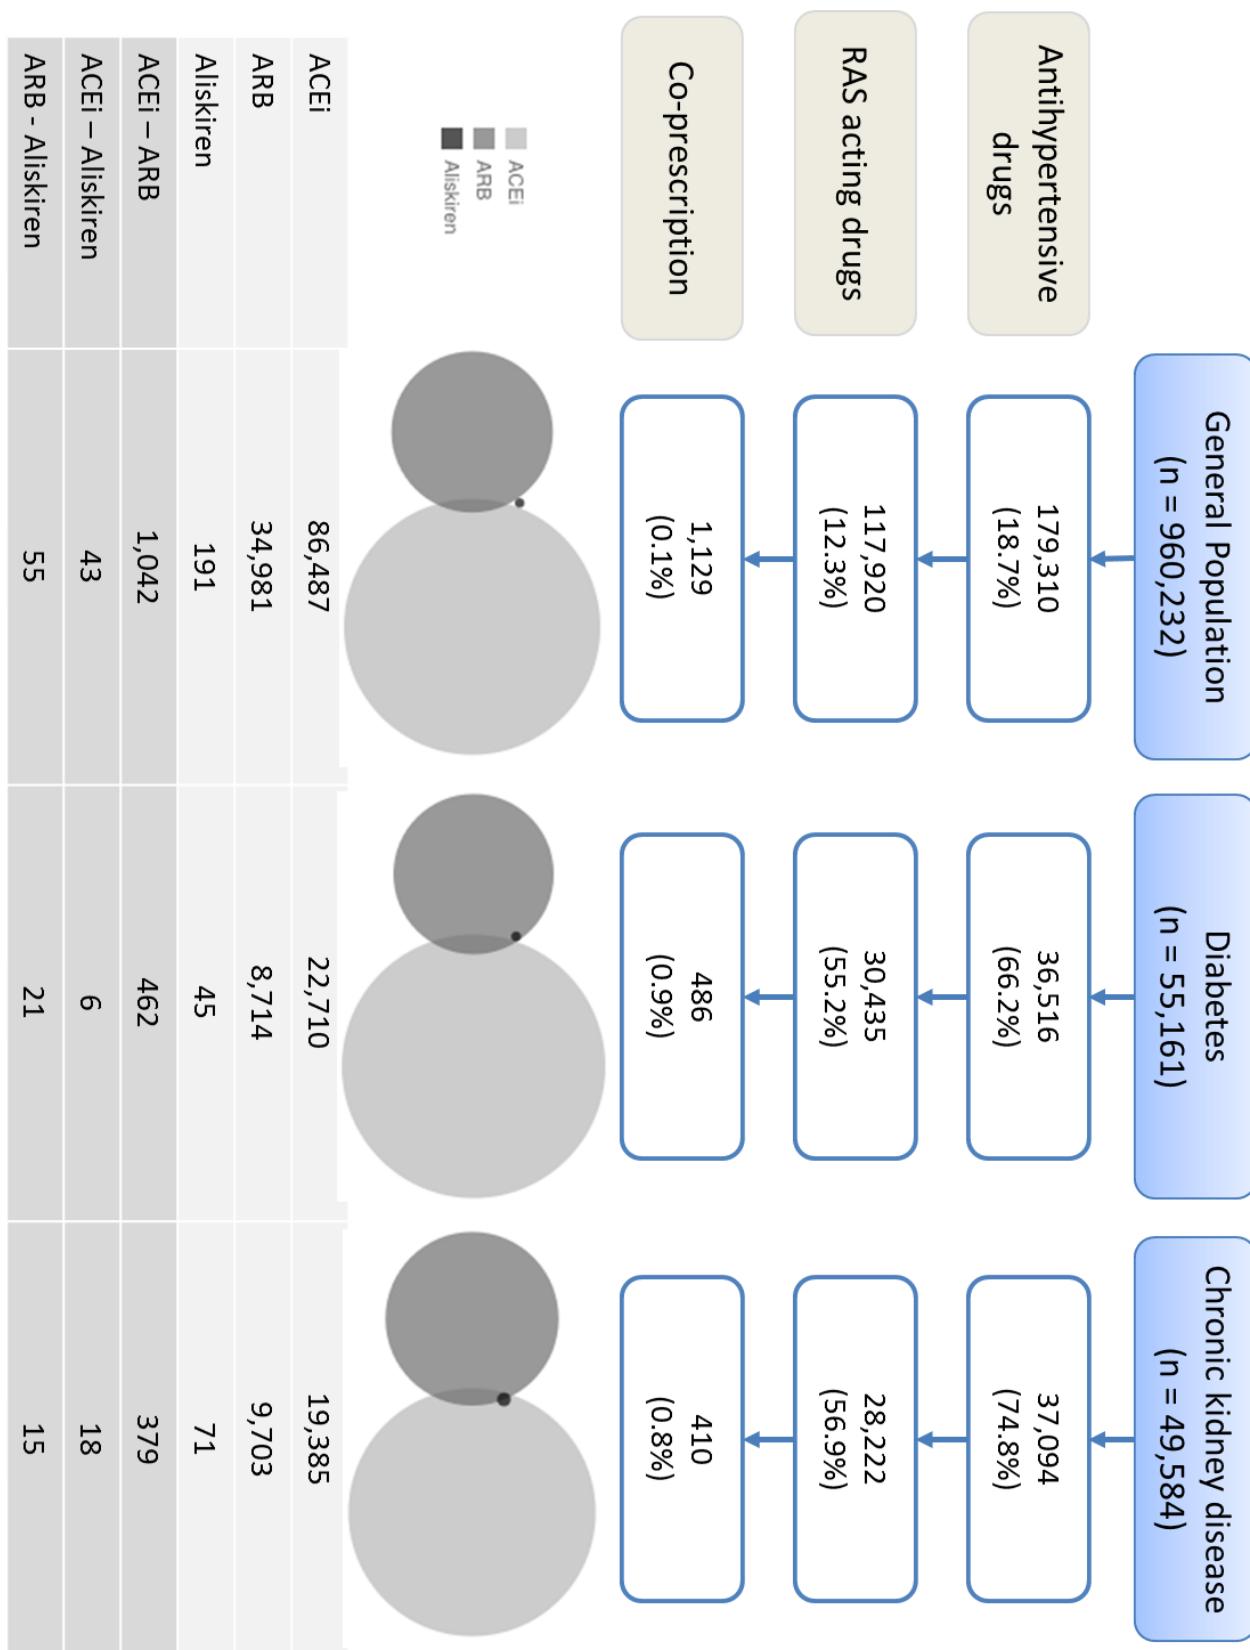 General Population
(n = 960,232)
Diabetes
(n = 55,161)
Chronic kidney disease
(n = 49,584)
Antihypertensive
drugs
179,310
(18.7%)
36,516
(66.2%)
37,094
(74.8%)
RAS acting drugs
117,920
(12.3%)
30,435
(55.2%)
28,222
(56.9%)
Co-prescription
1,129
(0.1%)
486
(0.9%)
410
(0.8%)
ACEi
ARB
Aliskiren
ACEi 86,487 22,710 19,385
ARB 34,981 8,714 9,703
Aliskiren 191 45 71
ACEi – ARB 1,042 462 379
ACEi – Aliskiren 43 6 18
ARB - Aliskiren 55 21 15